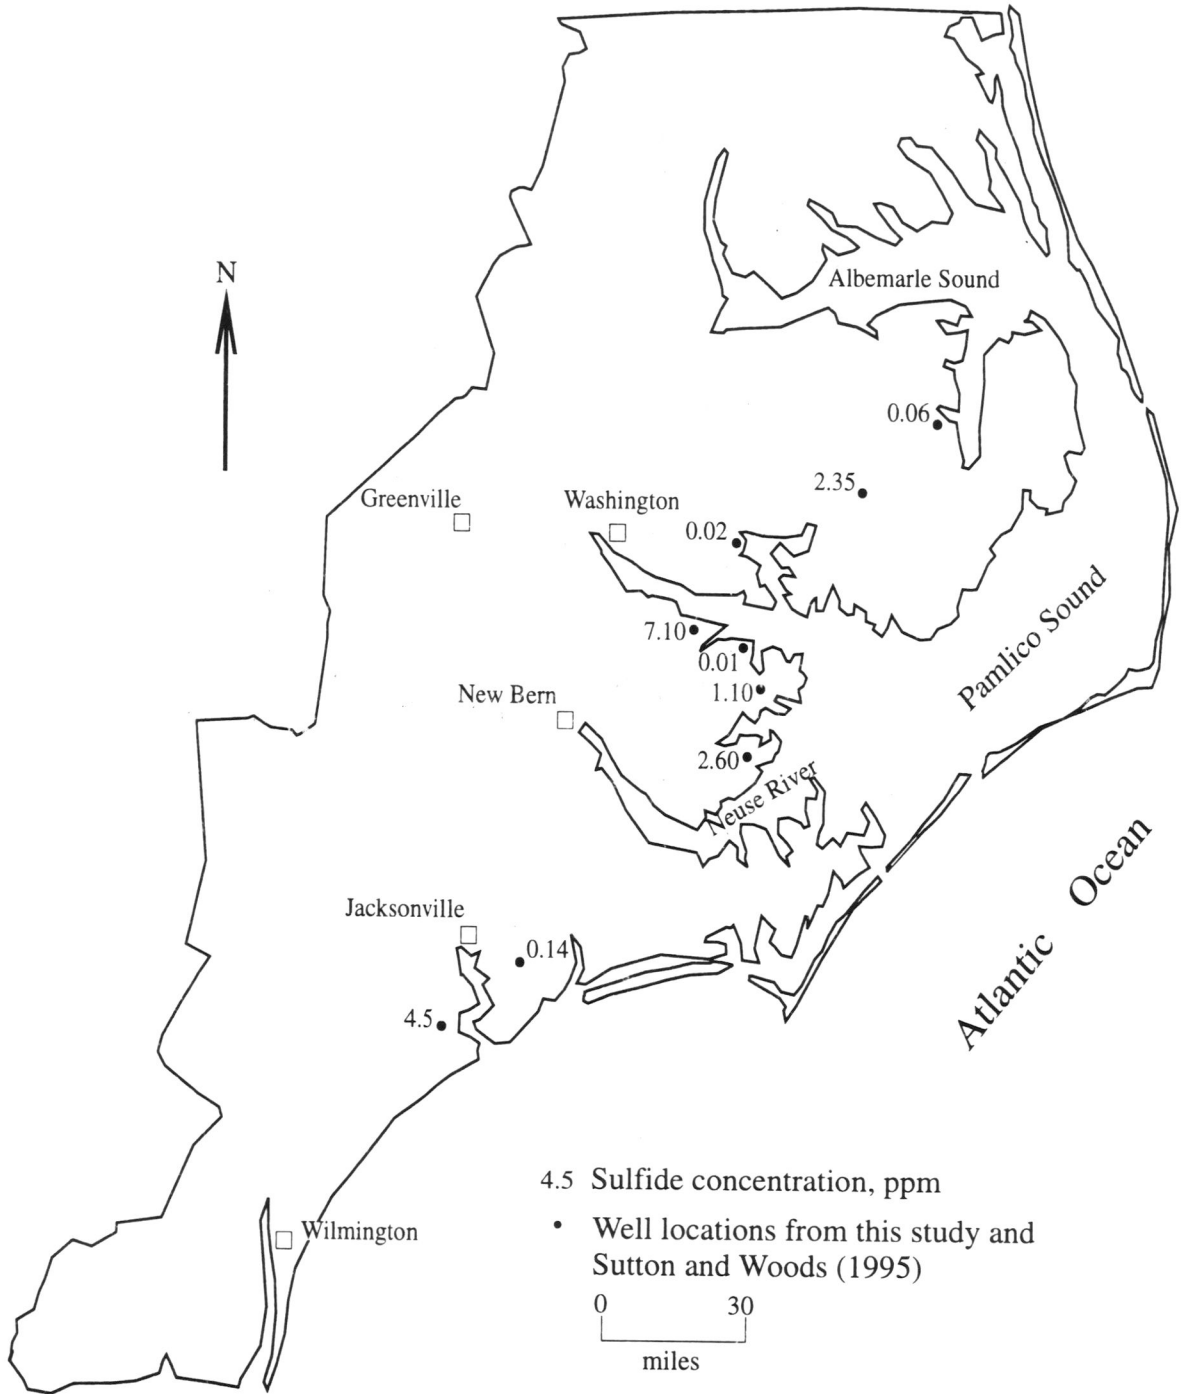 N
Albemarle Sound
0.06
2.35
Greenville
Washington
0.02
Pamlico Sound
7.10
0.01
1.10
New Bern
2.60
Neuse River
Atlantic Ocean
Jacksonville
0.14
4.5
4.5 Sulfide concentration, ppm
• Well locations from this study and
Sutton and Woods (1995)
Wilmington
0 30
miles